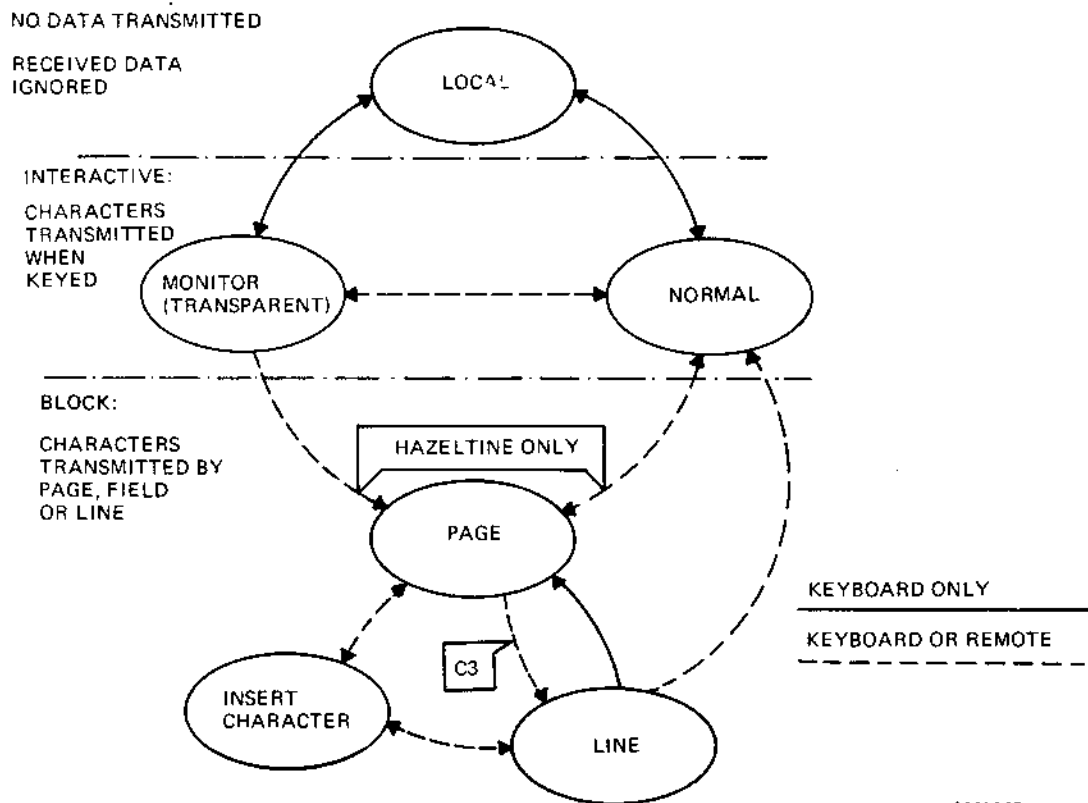 NO DATA TRANSMITTED
RECEIVED DATA
IGNORED
LOCAL
INTERACTIVE:
CHARACTERS
TRANSMITTED
WHEN
KEYED
MONITOR
(TRANSPARENT)
NORMAL
BLOCK:
CHARACTERS
TRANSMITTED BY
PAGE, FIELD
OR LINE
HAZELTINE ONLY
PAGE
KEYBOARD ONLY
KEYBOARD OR REMOTE
C3
INSERT
CHARACTER
LINE